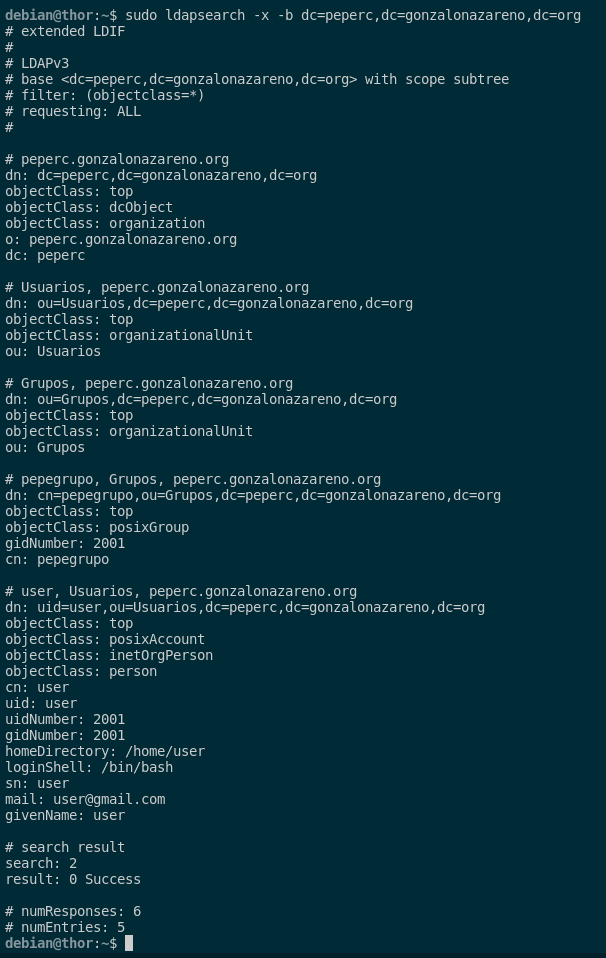 debian@thor:~$ sudo ldapsearch -x -b dc=peperc,dc=gonzalonazareno,dc=org
# extended LDIF
#
# LDAPv3
# base <dc=peperc,dc=gonzalonazareno,dc=org> with scope subtree
# filter: (objectclass=*)
# requesting: ALL
#

# peperc.gonzalonazareno.org
dn: dc=peperc,dc=gonzalonazareno,dc=org
objectClass: top
objectClass: dcObject
objectClass: organization
o: peperc.gonzalonazareno.org
dc: peperc

# Usuarios, peperc.gonzalonazareno.org
dn: ou=Usuarios,dc=peperc,dc=gonzalonazareno,dc=org
objectClass: top
objectClass: organizationalUnit
ou: Usuarios

# Grupos, peperc.gonzalonazareno.org
dn: ou=Grupos,dc=peperc,dc=gonzalonazareno,dc=org
objectClass: top
objectClass: organizationalUnit
ou: Grupos

# pepegrupo, Grupos, peperc.gonzalonazareno.org
dn: cn=pepegrupo,ou=Grupos,dc=peperc,dc=gonzalonazareno,dc=org
objectClass: top
objectClass: posixGroup
gidNumber: 2001
cn: pepegrupo

# user, Usuarios, peperc.gonzalonazareno.org
dn: uid=user,ou=Usuarios,dc=peperc,dc=gonzalonazareno,dc=org
objectClass: top
objectClass: posixAccount
objectClass: inetOrgPerson
objectClass: person
cn: user
uid: user
uidNumber: 2001
gidNumber: 2001
homeDirectory: /home/user
loginShell: /bin/bash
sn: user
mail: user@gmail.com
givenName: user

# search result
search: 2
result: 0 Success

# numResponses: 6
# numEntries: 5
debian@thor:~$